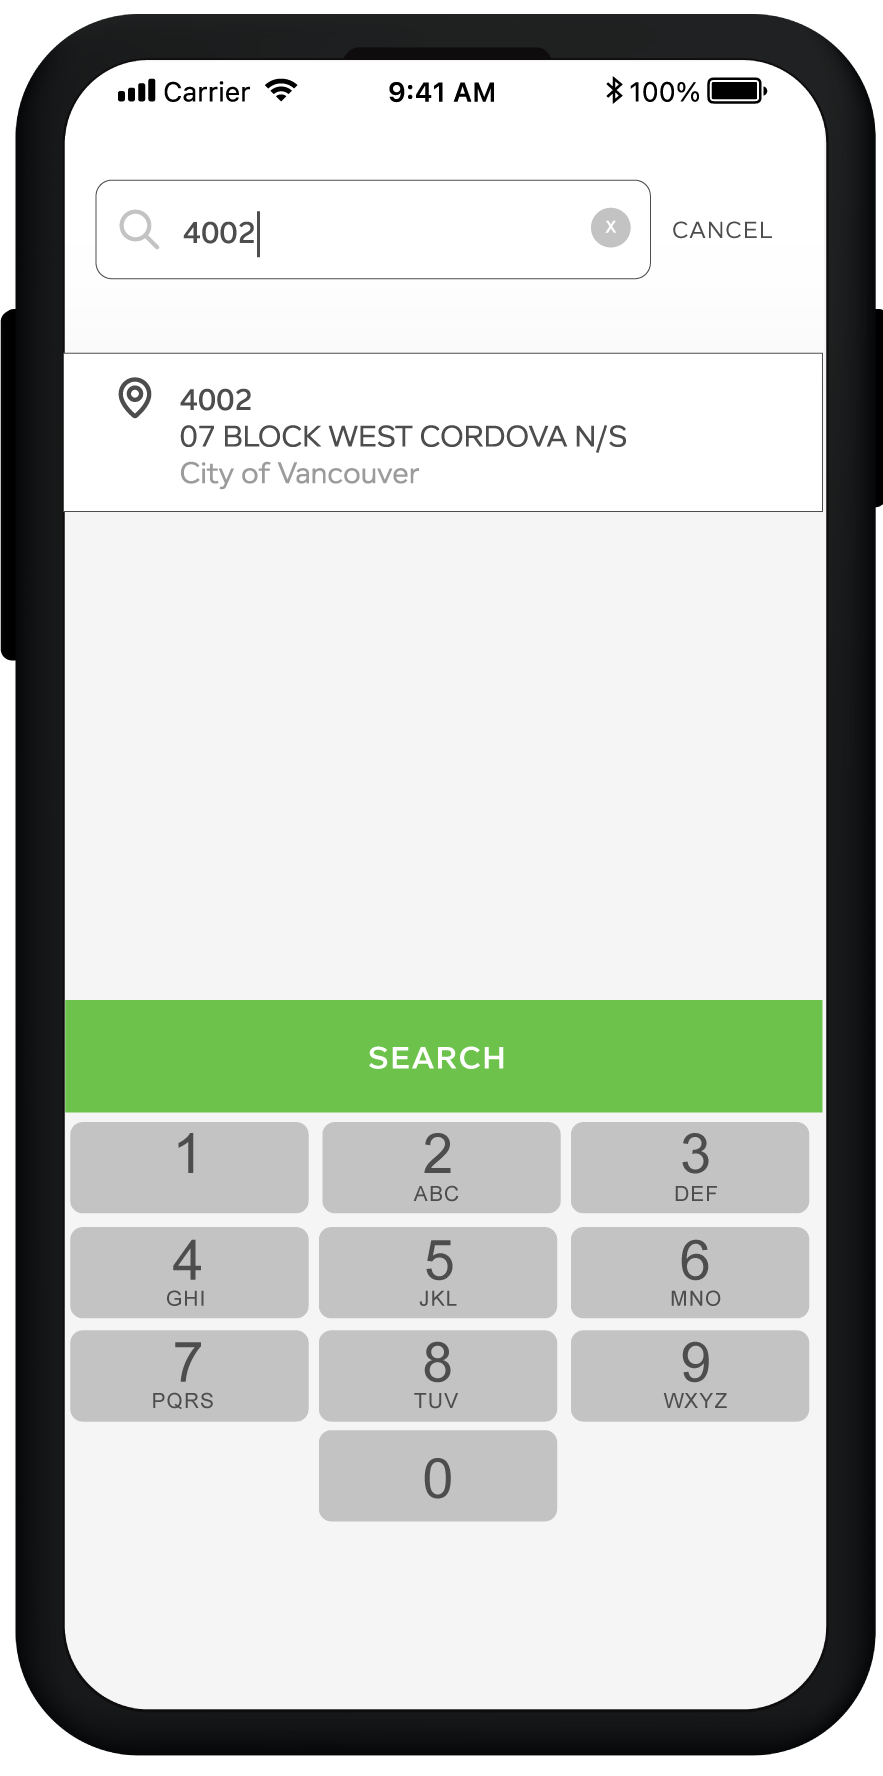 Carrier 9:41 AM 100%
4002 X CANCEL
4002
07 BLOCK WEST CORDOVA N/S
City of Vancouver
SEARCH
1 2 3
ABC DEF
4 5 6
GHI JKL MNO
7 8 9
PQRS TUV WXYZ
0